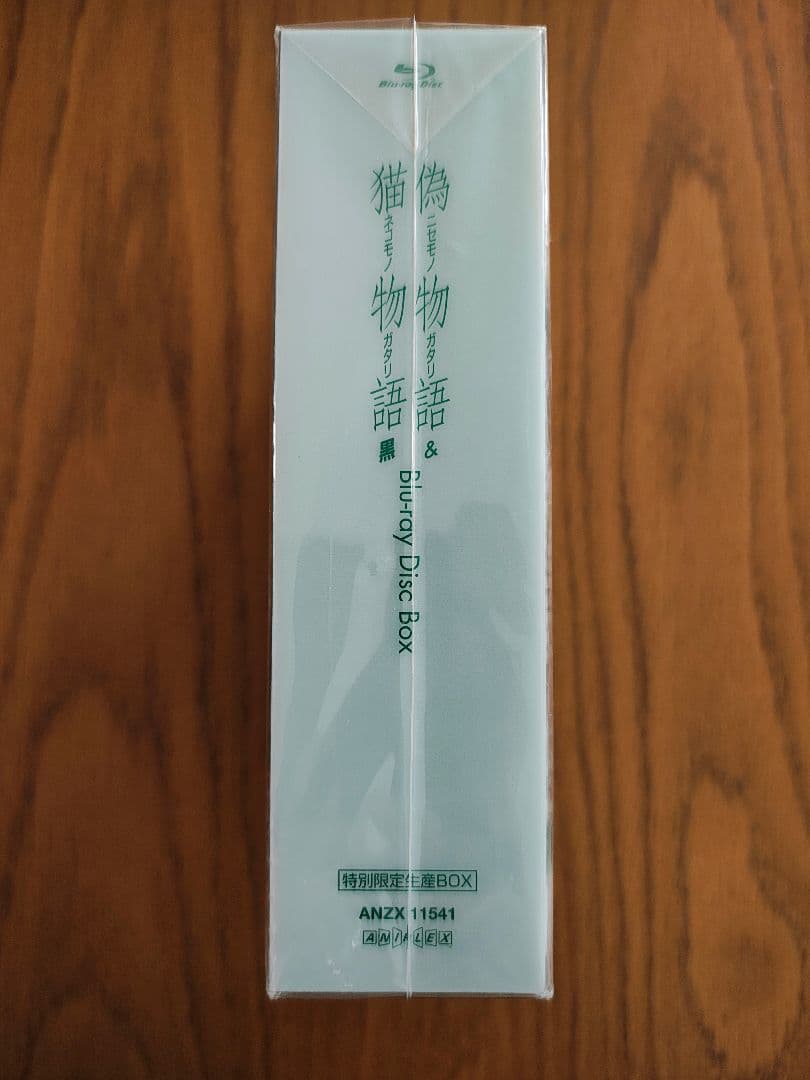 Blu-ray Disc
偽物語
ニセモノ ガタリ
&
猫物語
ネコモノ ガタリ
黒
Blu-ray Disc Box
特別限定生産BOX
ANZX 11541
ANIPLEX